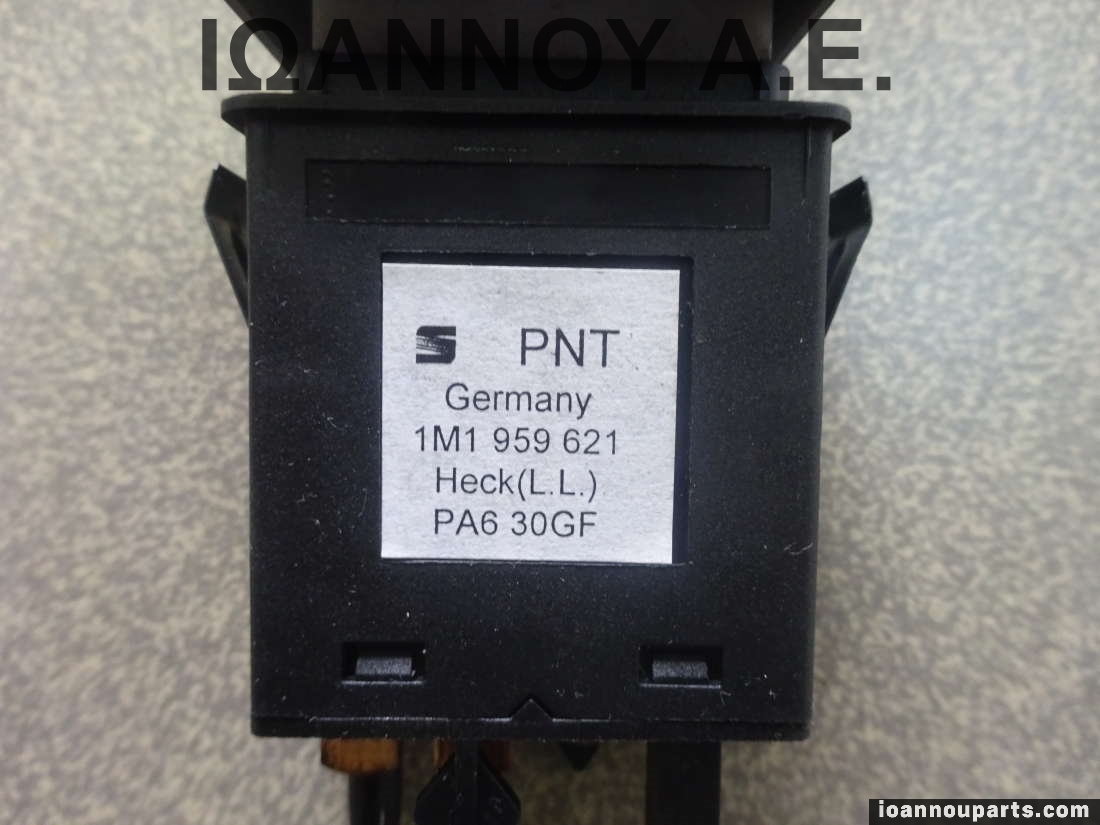 ΙΩΑΝΝΟΥ Α.Ε.
PNT
Germany
1M1 959 621
Heck(L.L.)
PA6 30GF
ioannouparts.com